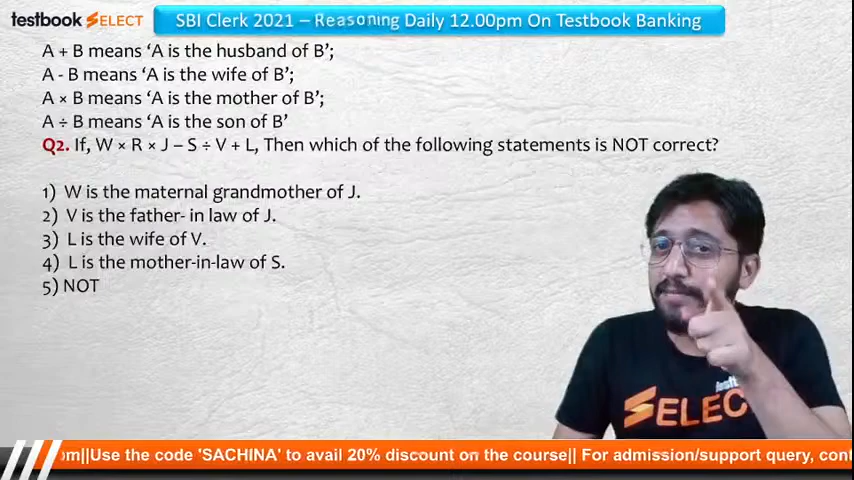 testbook SELECT
SBI Clerk 2021 – Reasoning Daily 12.00pm On Testbook Banking
A + B means ‘A is the husband of B’;
A - B means ‘A is the wife of B’;
A × B means ‘A is the mother of B’;
A ÷ B means ‘A is the son of B’
Q2. If, W × R × J – S ÷ V + L, Then which of the following statements is NOT correct?
1) W is the maternal grandmother of J.
2) V is the father- in law of J.
3) L is the wife of V.
4) L is the mother-in-law of S.
5) NOT
SELEC
||Use the code 'SACHINA' to avail 20% discount on the course|| For admission/support query,